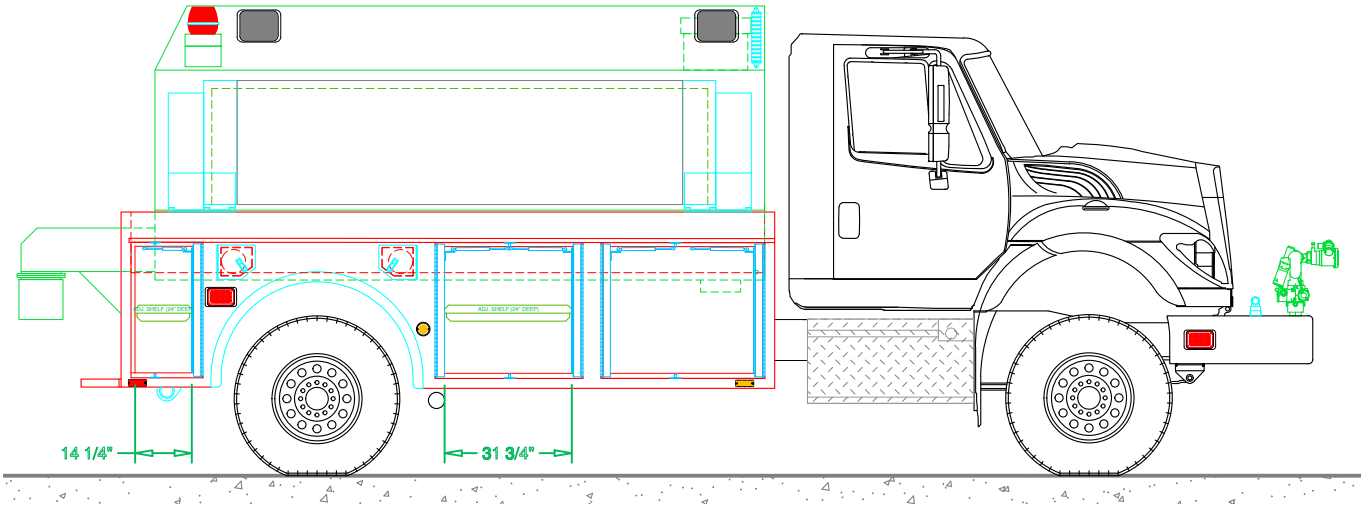 ADJ. SHELF (24" DEEP)
ADJ. SHELF (24" DEEP)
14 1/4"
31 3/4"